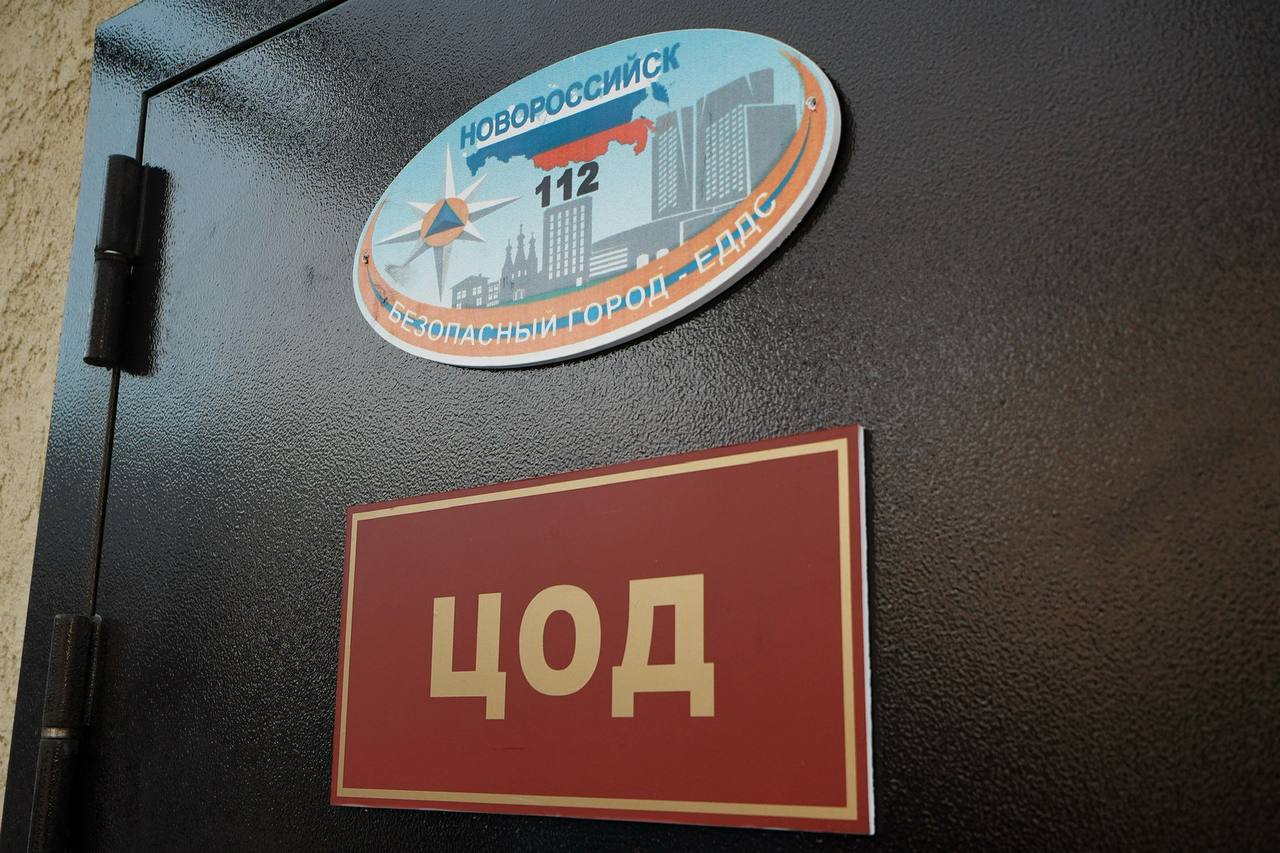 НОВОРОССИЙСК
112
БЕЗОПАСНЫЙ ГОРОД - ЕДДС
ЦОД